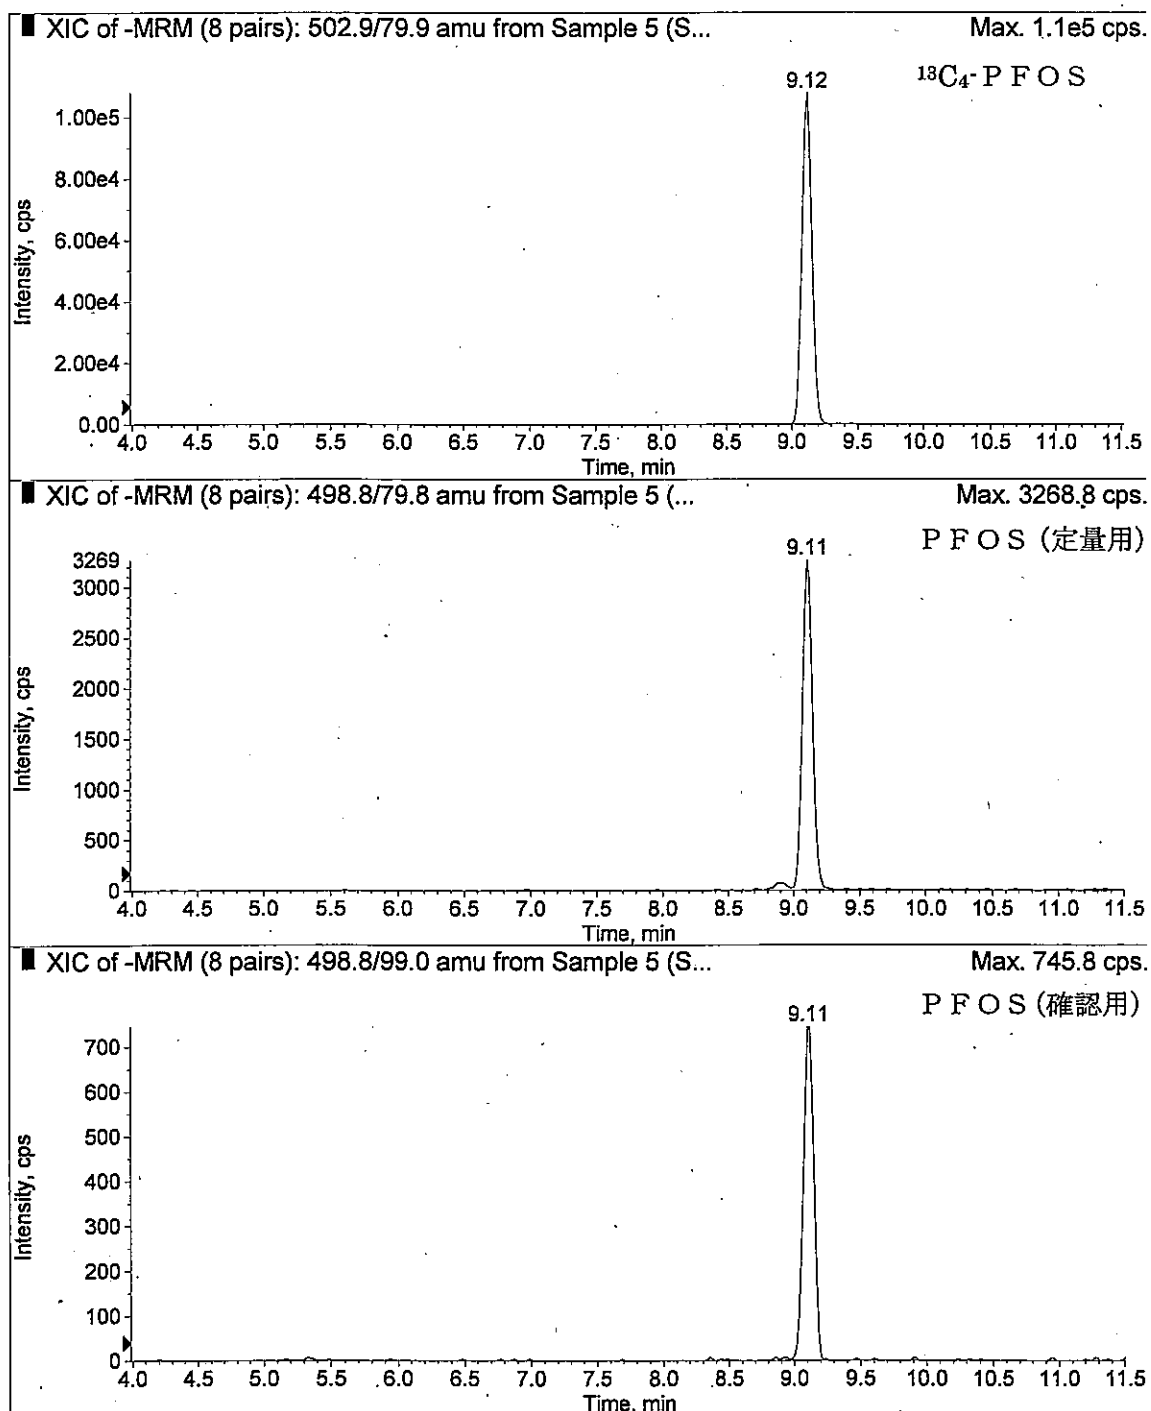 XIC of -MRM (8 pairs): 502.9/79.9 amu from Sample 5 (S... Max. 1.1e5 cps.
¹³C₄-ＰＦＯＳ
9.12
1.00e5
8.00e4
6.00e4
4.00e4
2.00e4
0.00
Intensity, cps
4.0 4.5 5.0 5.5 6.0 6.5 7.0 7.5 8.0 8.5 9.0 9.5 10.0 10.5 11.0 11.5
Time, min
XIC of -MRM (8 pairs): 498.8/79.8 amu from Sample 5 (... Max. 3268.8 cps.
ＰＦＯＳ(定量用)
9.11
3269
3000
2500
2000
1500
1000
500
0
Intensity, cps
4.0 4.5 5.0 5.5 6.0 6.5 7.0 7.5 8.0 8.5 9.0 9.5 10.0 10.5 11.0 11.5
Time, min
XIC of -MRM (8 pairs): 498.8/99.0 amu from Sample 5 (S... Max. 745.8 cps.
ＰＦＯＳ(確認用)
9.11
700
600
500
400
300
200
100
0
Intensity, cps
4.0 4.5 5.0 5.5 6.0 6.5 7.0 7.5 8.0 8.5 9.0 9.5 10.0 10.5 11.0 11.5
Time, min